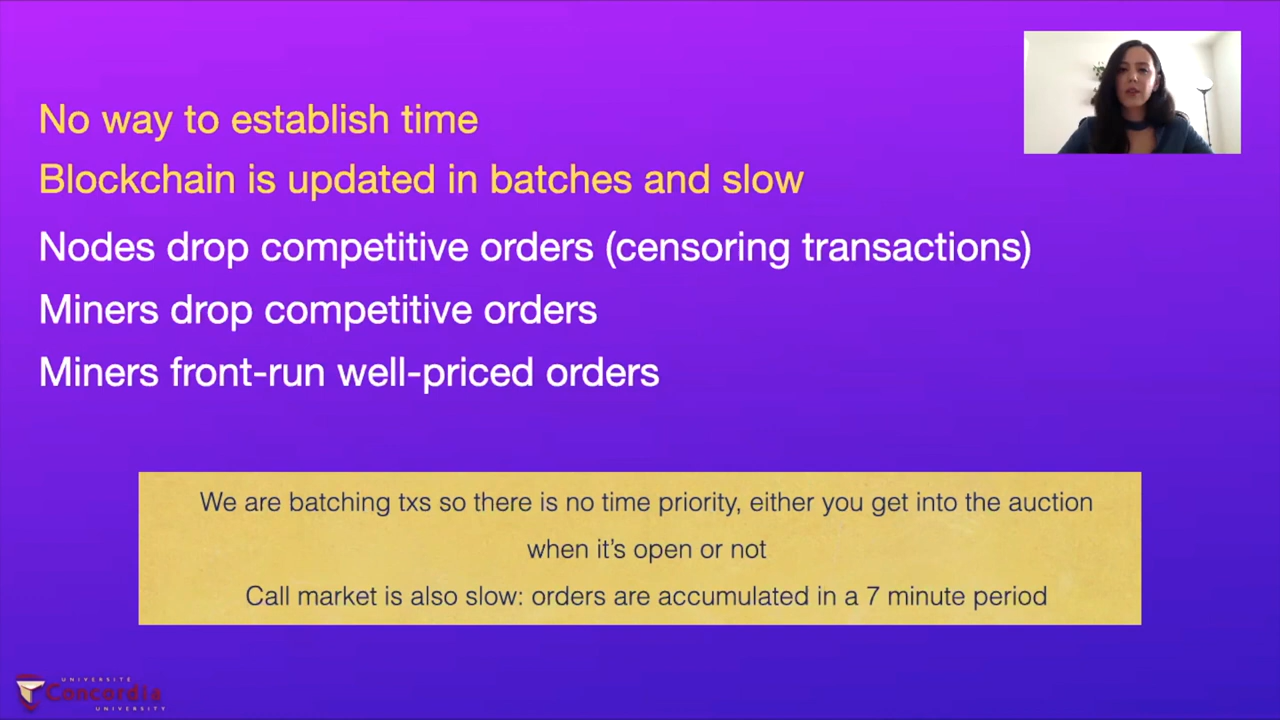 No way to establish time
Blockchain is updated in batches and slow
Nodes drop competitive orders (censoring transactions)
Miners drop competitive orders
Miners front-run well-priced orders
We are batching txs so there is no time priority, either you get into the auction
when it’s open or not
Call market is also slow: orders are accumulated in a 7 minute period
UNIVERSITÉ
Concordia
UNIVERSITY